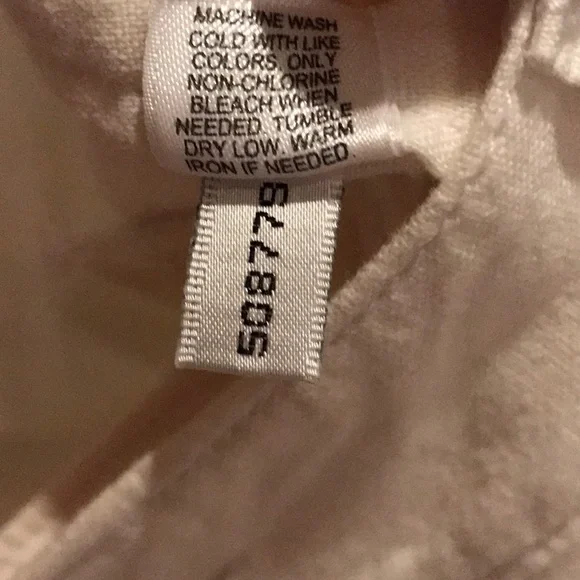 MACHINE WASH
COLD WITH LIKE
COLORS. ONLY
NON-CHLORINE
BLEACH WHEN
NEEDED. TUMBLE
DRY LOW. WARM
IRON IF NEEDED.
508779